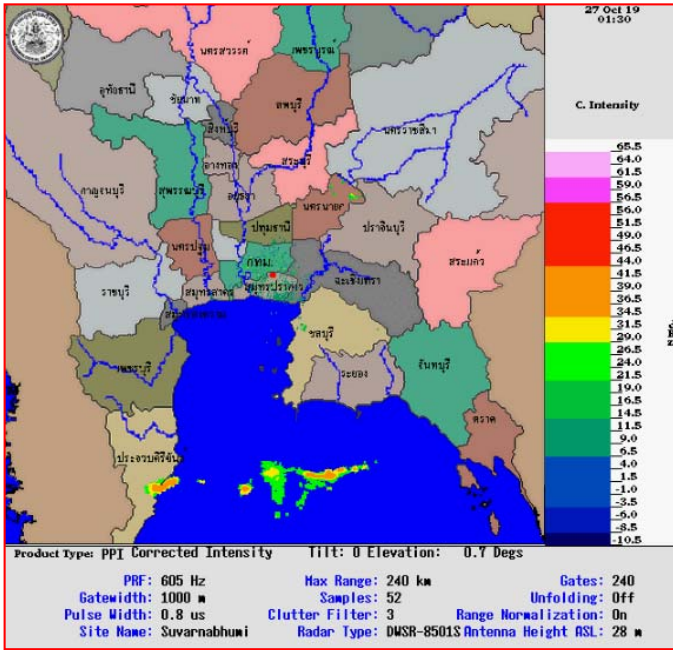 27 Oct 19
01:30
C. Intensity
นครสวรรค์
เพชรบูรณ์
อุทัยธานี
ชัยนาท
ลพบุรี
สิงห์บุรี
นครราชสีมา
อ่างทอง
สระบุรี
กาญจนบุรี
สุพรรณบุรี
อยุธยา
นครนายก
ปทุมธานี
ปราจีนบุรี
นครปฐม
กทม.
สระแก้ว
ราชบุรี
สมุทรสาคร
สมุทรปราการ
ฉะเชิงเทรา
ชลบุรี
เพชรบุรี
ระยอง
จันทบุรี
ตราด
ประจวบคีรีขัน
65.5
64.0
61.5
59.0
56.5
56.0
51.5
49.0
46.5
44.0
41.5
39.0
36.5
34.0
31.5
29.0
26.5
24.0
21.5
19.0
16.5
14.5
11.5
9.0
6.5
4.0
1.5
-1.0
-3.5
-6.0
-8.5
-10.5
Product Type: PPI Corrected Intensity Tilt: 0 Elevation: 0.7 Degs
PRF: 605 Hz Max Range: 240 km Gates: 240
Gatewidth: 1000 m Samples: 52 Unfolding: Off
Pulse Width: 0.8 us Clutter Filter: 3 Range Normalization: On
Site Name: Suvarnabhumi Radar Type: DWSR-8501S Antenna Height ASL: 28 m